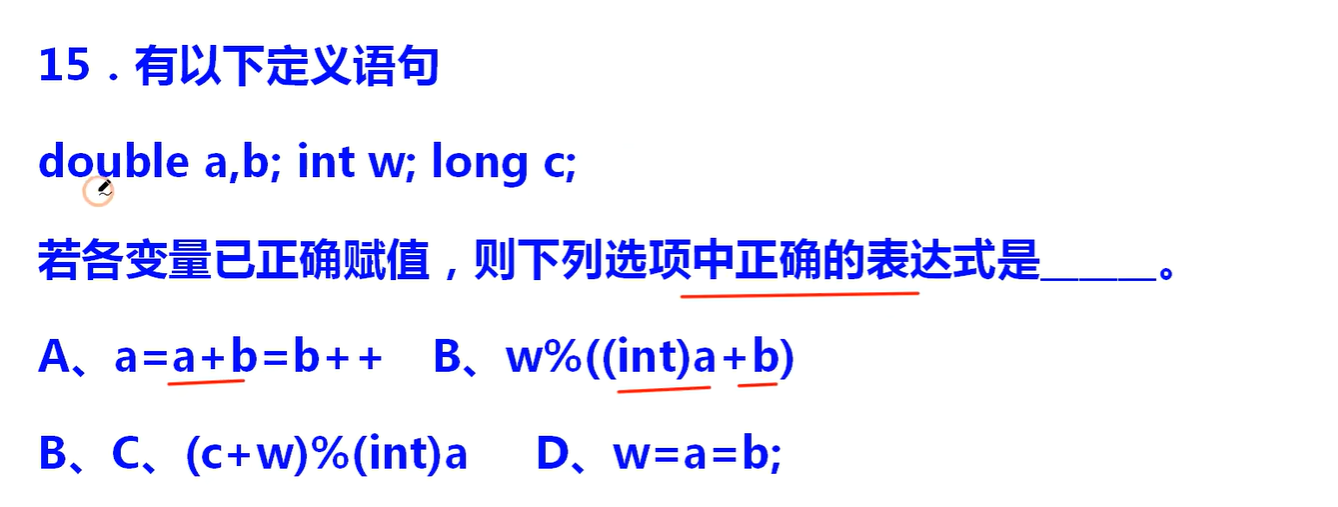 15．有以下定义语句
double a,b; int w; long c;
若各变量已正确赋值，则下列选项中正确的表达式是______。
A、a=a+b=b++ B、w%((int)a+b)
B、C、(c+w)%(int)a D、w=a=b;